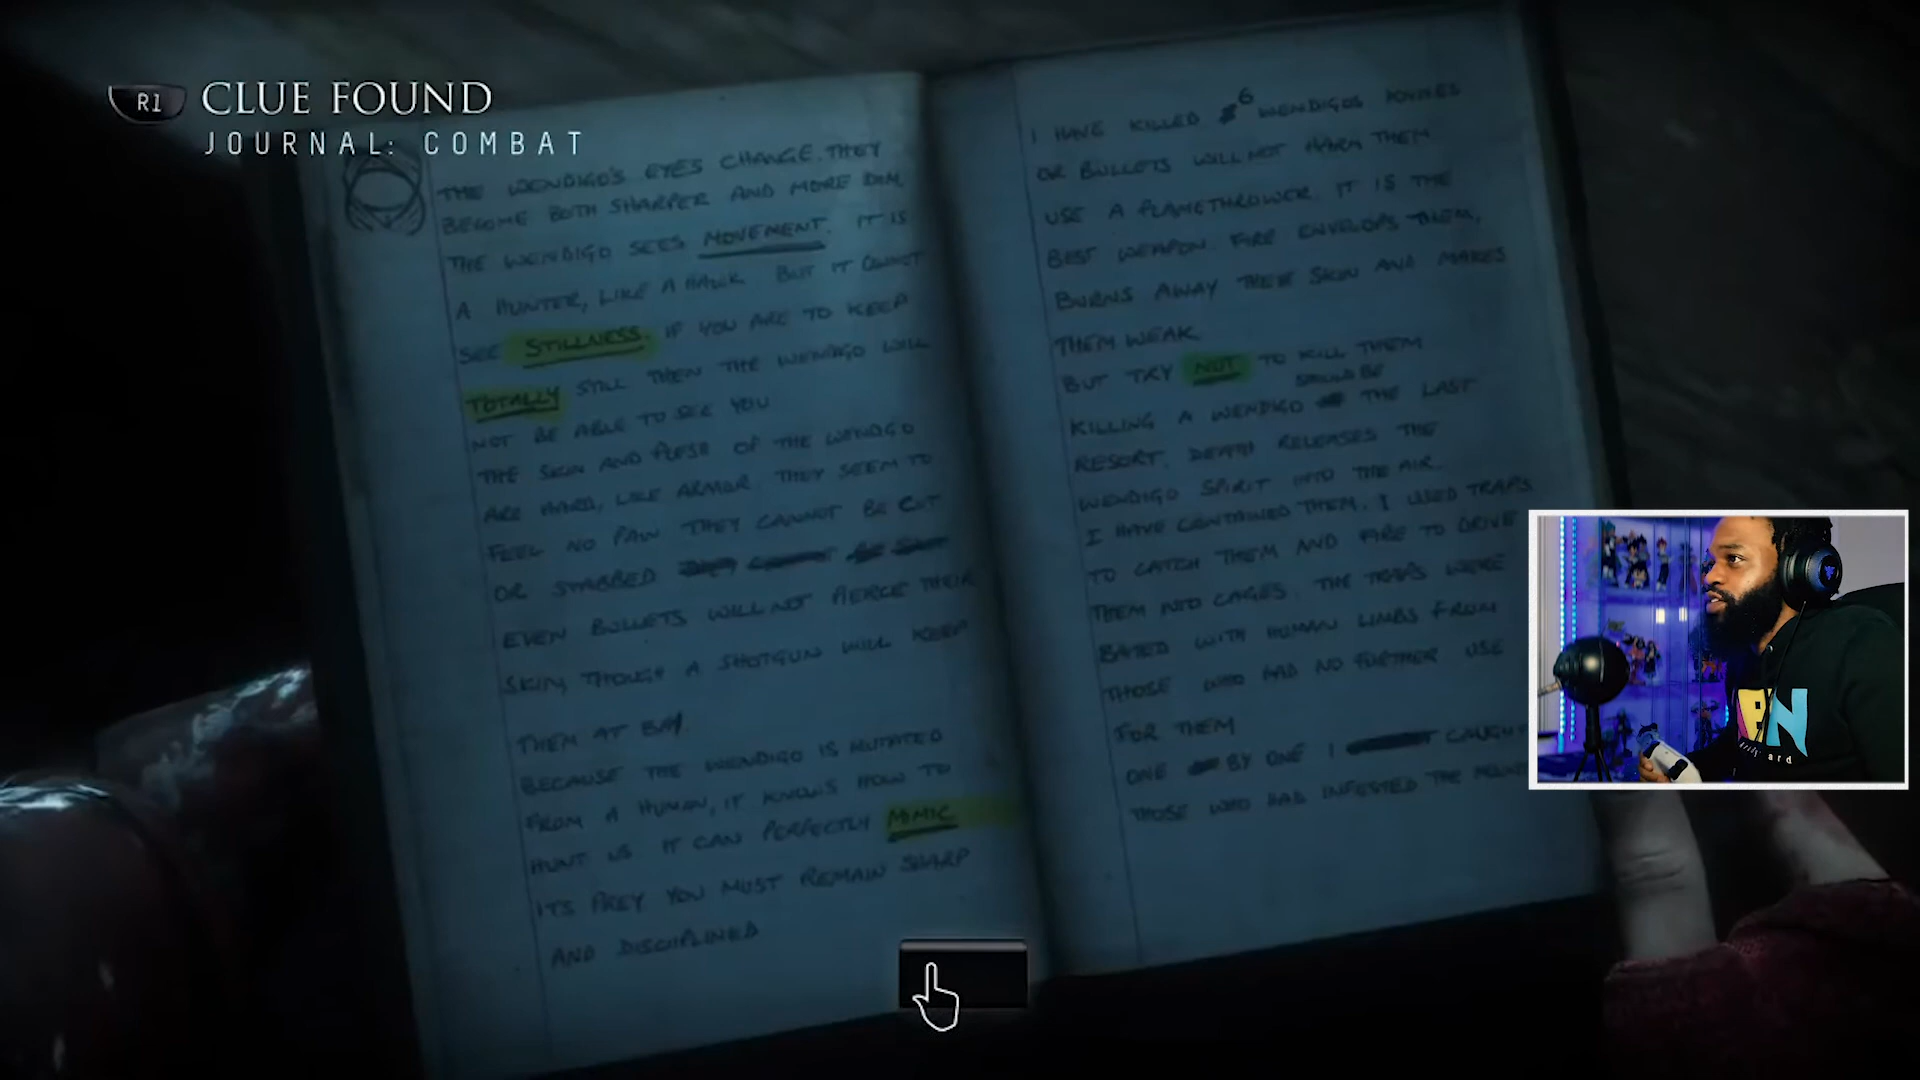 R1 CLUE FOUND
JOURNAL: COMBAT
THE WENDIGO'S EYES CHANGE. THEY
BECOME BOTH SHARPER AND MORE DIM.
THE WENDIGO SEES MOVEMENT. IT IS
A HUNTER, LIKE A HAWK BUT IT CANNOT
SEE STILLNESS. IF YOU ARE TO KEEP
TOTALLY STILL THEN THE WENDIGO WILL
NOT BE ABLE TO SEE YOU
THE SKIN AND FLESH OF THE WENDIGO
ARE HARD, LIKE ARMOR. THEY SEEM TO
FEEL NO PAIN THEY CANNOT BE CUT
OR STABBED
EVEN BULLETS WILL NOT PIERCE THEIR
SKIN, THOUGH A SHOTGUN WILL KEEP
THEM AT BAY.
BECAUSE THE WENDIGO IS MUTATED
FROM A HUMAN, IT KNOWS HOW TO
HUNT US IT CAN PERFECTLY MIMIC
ITS PREY YOU MUST REMAIN SHARP
AND DISCIPLINED
I HAVE KILLED 6 WENDIGOS KNIVES
OR BULLETS WILL NOT HARM THEM
USE A FLAMETHROWER. IT IS THE
BEST WEAPON. FIRE ENVELOPS THEM,
BURNS AWAY THEIR SKIN AND MAKES
THEM WEAK.
BUT TRY NOT TO KILL THEM
KILLING A WENDIGO SHOULD BE THE LAST
RESORT. DEATH RELEASES THE
WENDIGO SPIRIT INTO THE AIR.
I HAVE CONTAINED THEM. I USED TRAPS
TO CATCH THEM AND FIRE TO DRIVE
THEM INTO CAGES. THE TRAPS WERE
BAITED WITH HUMAN LIMBS FROM
THOSE WHO HAD NO FURTHER USE
FOR THEM
ONE BY ONE I CAUGHT
THOSE WHO HAD INFESTED THE